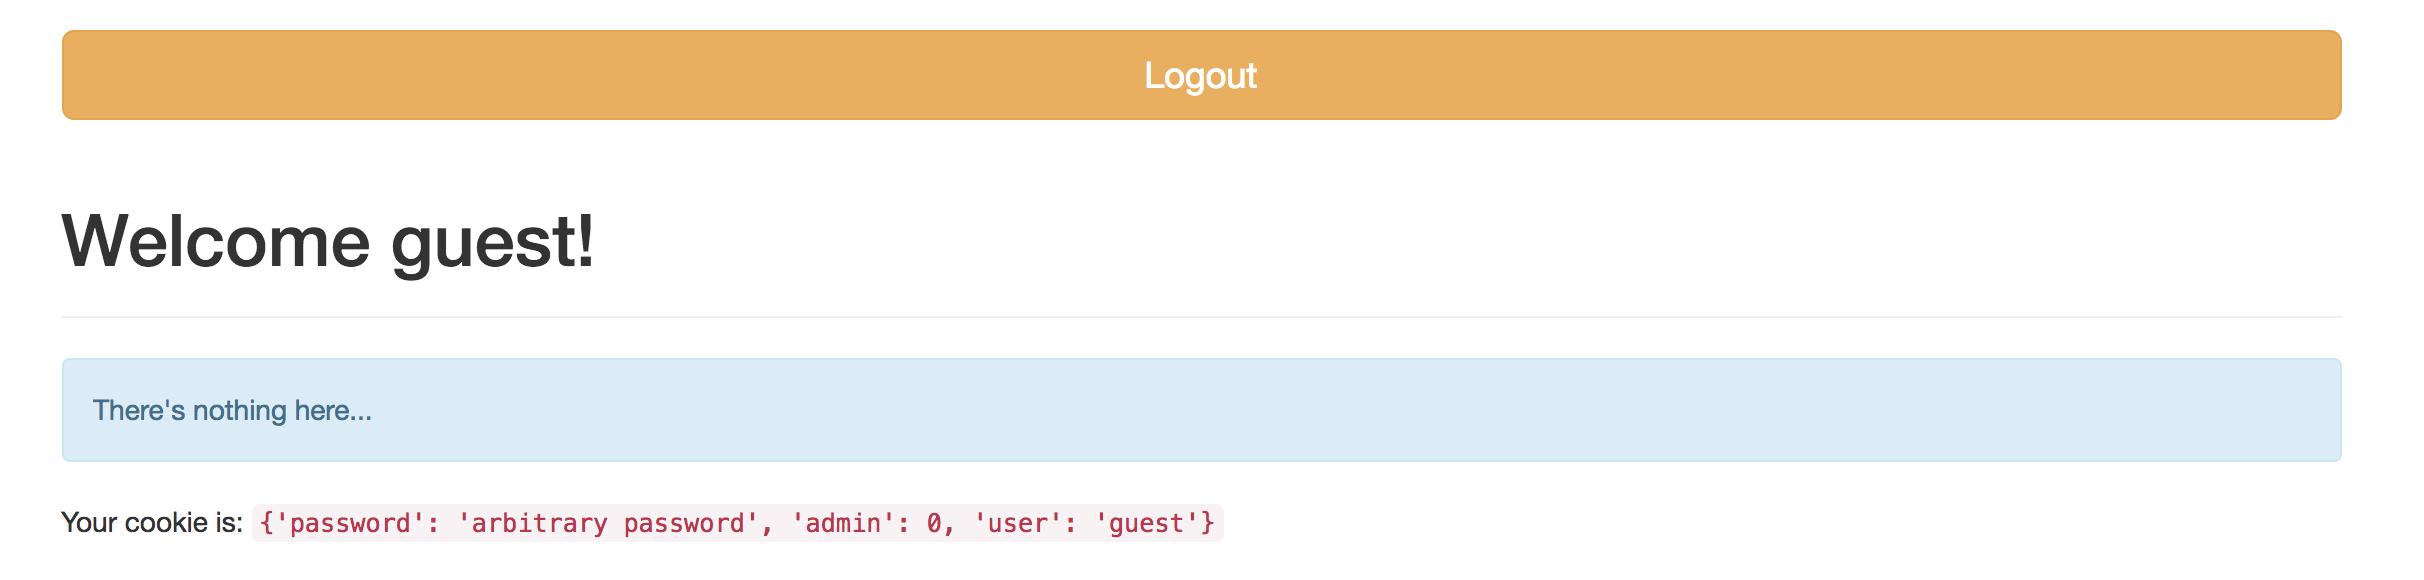 Logout
Welcome guest!
There's nothing here...
Your cookie is: {'password': 'arbitrary password', 'admin': 0, 'user': 'guest'}